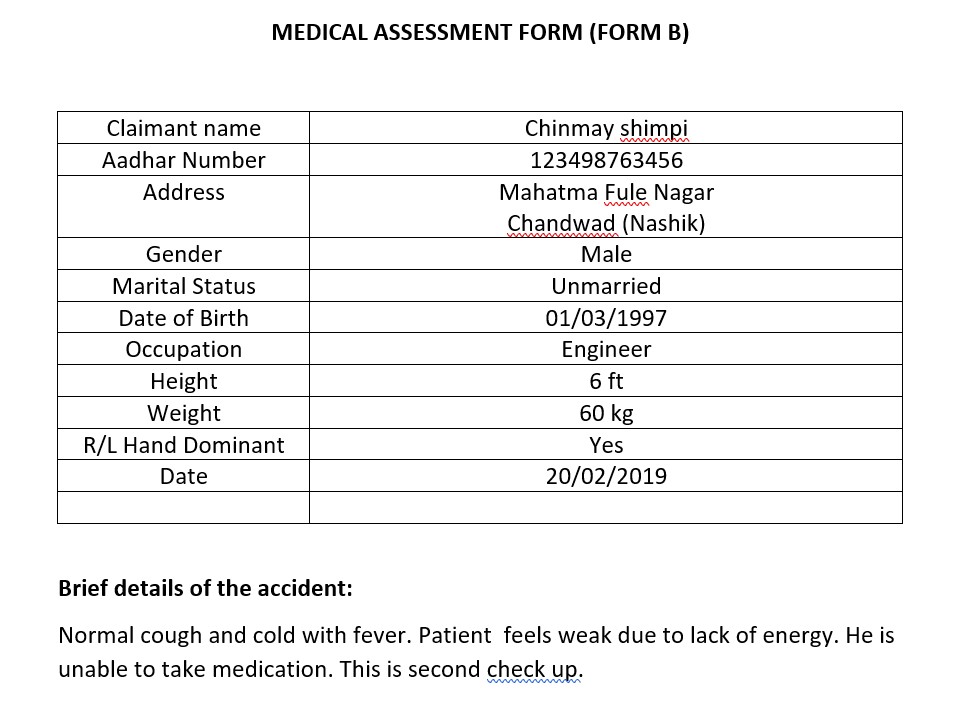 MEDICAL ASSESSMENT FORM (FORM B)
Claimant name Chinmay shimpi
Aadhar Number 123498763456
Address Mahatma Fule Nagar
Chandwad (Nashik)
Gender Male
Marital Status Unmarried
Date of Birth 01/03/1997
Occupation Engineer
Height 6 ft
Weight 60 kg
R/L Hand Dominant Yes
Date 20/02/2019
Brief details of the accident:
Normal cough and cold with fever. Patient  feels weak due to lack of energy. He is
unable to take medication. This is second check up.